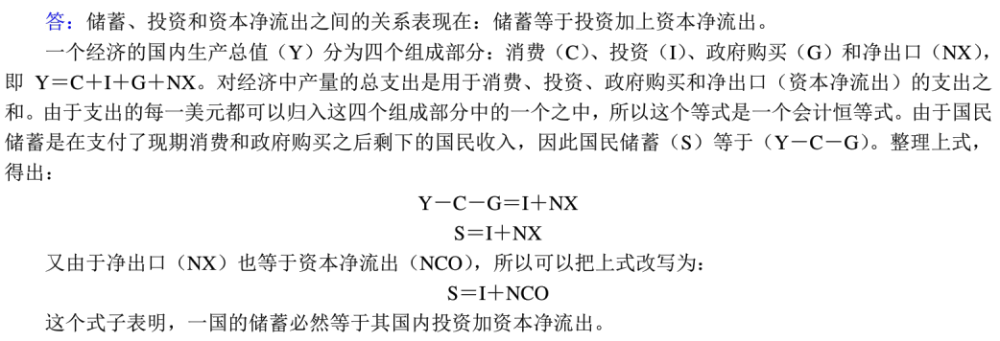 答：储蓄、投资和资本净流出之间的关系表现在：储蓄等于投资加上资本净流出。
一个经济的国内生产总值（Y）分为四个组成部分：消费（C）、投资（I）、政府购买（G）和净出口（NX），
即 Y＝C＋I＋G＋NX。对经济中产量的总支出是用于消费、投资、政府购买和净出口（资本净流出）的支出之
和。由于支出的每一美元都可以归入这四个组成部分中的一个之中，所以这个等式是一个会计恒等式。由于国民
储蓄是在支付了现期消费和政府购买之后剩下的国民收入，因此国民储蓄（S）等于（Y－C－G）。整理上式，
得出：
Y－C－G＝I＋NX
S＝I＋NX
又由于净出口（NX）也等于资本净流出（NCO），所以可以把上式改写为：
S＝I＋NCO
这个式子表明，一国的储蓄必然等于其国内投资加资本净流出。